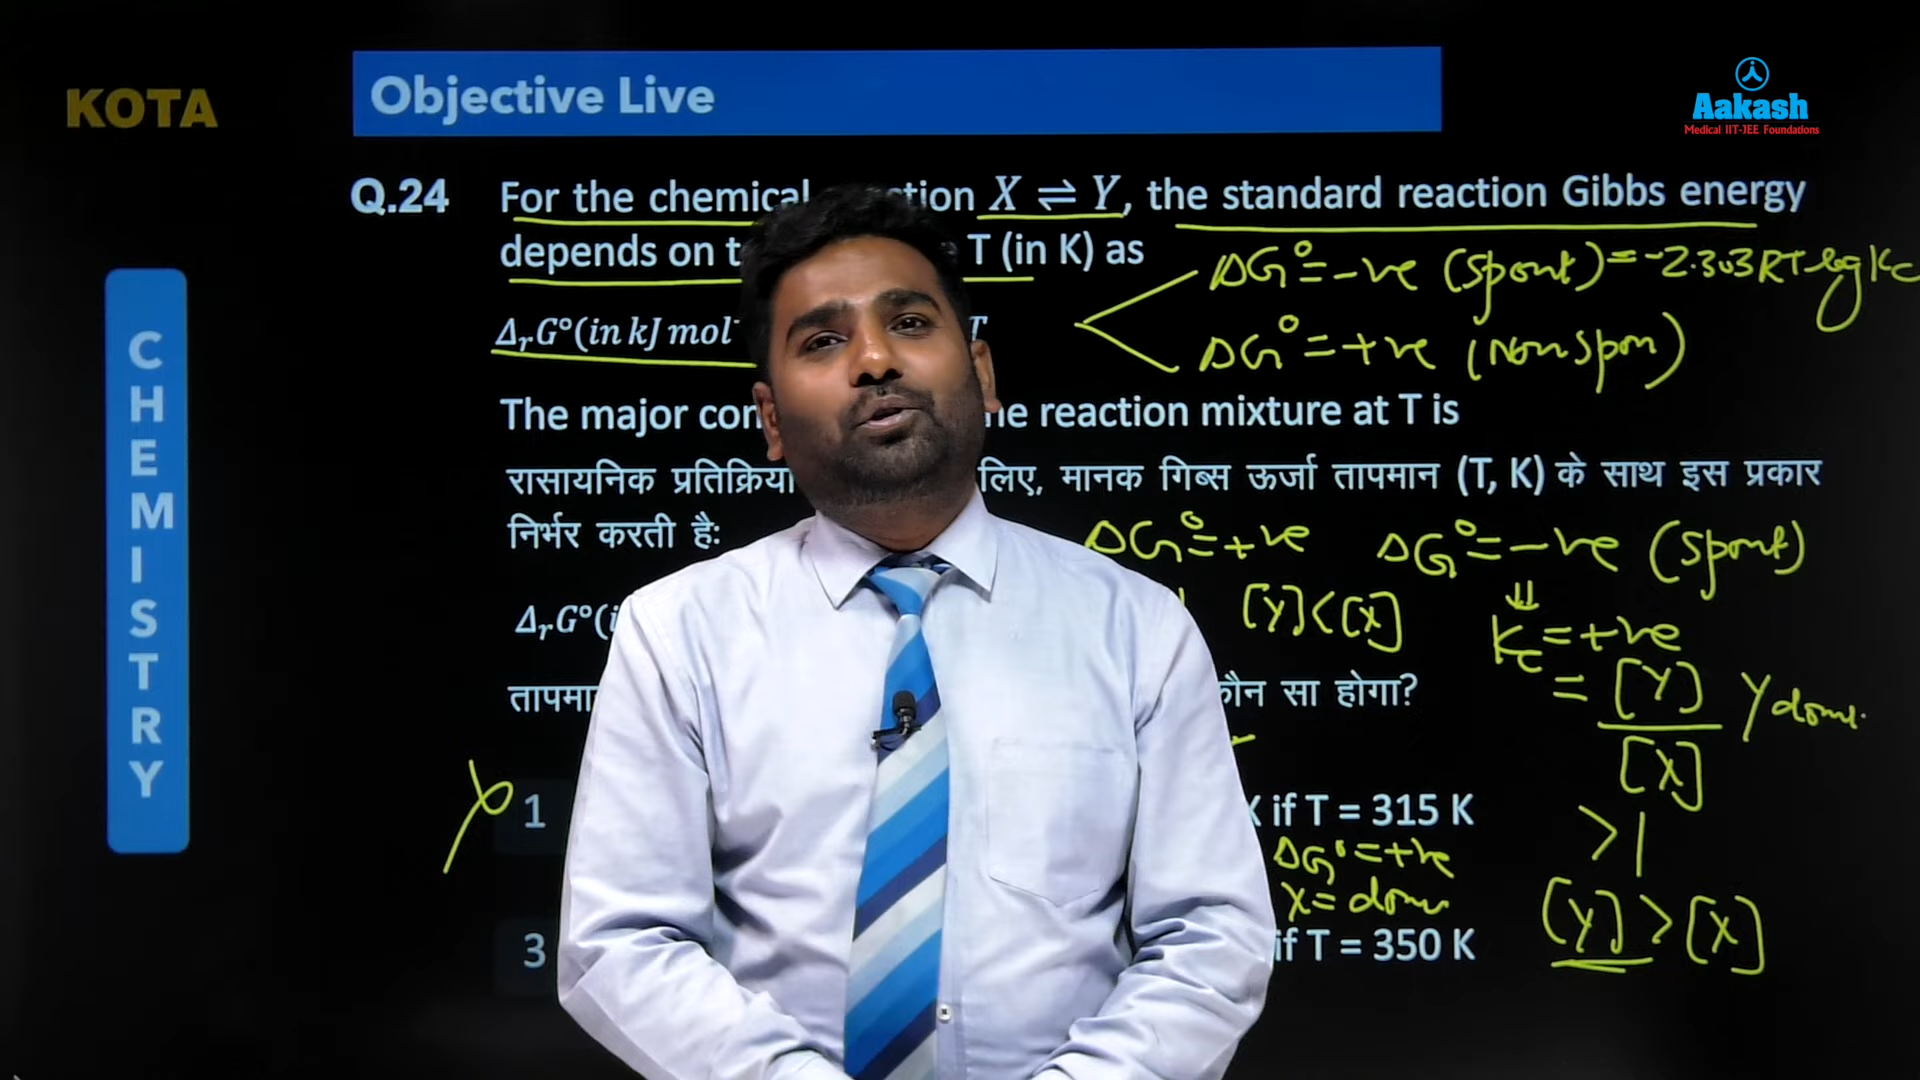 KOTA
Objective Live
Aakash
Medical IIT-JEE Foundations
CHEMISTRY
Q.24 For the chemical X ⇌ Y, the standard reaction Gibbs energy
depends on T (in K) as
ΔG° = -ve (Spont) = -2.303RT log Kc
ΔrG°(in kJ mol T
ΔG° = +ve (Non Spon)
The major reaction mixture at T is
रासायनिक प्रतिक्रिया लिए, मानक गिब्स ऊर्जा तापमान (T, K) के साथ इस प्रकार
निर्भर करती है:
ΔG° = +ve ΔG° = -ve (Spont)
[Y] < [X]
⇓
Kc = +ve
ΔrG°(i
= [Y] / [X] Y dom.
कौन सा होगा?
1 X if T = 315 K
> 1
ΔG° = +ve
X = dom
[Y] > [X]
3 if T = 350 K